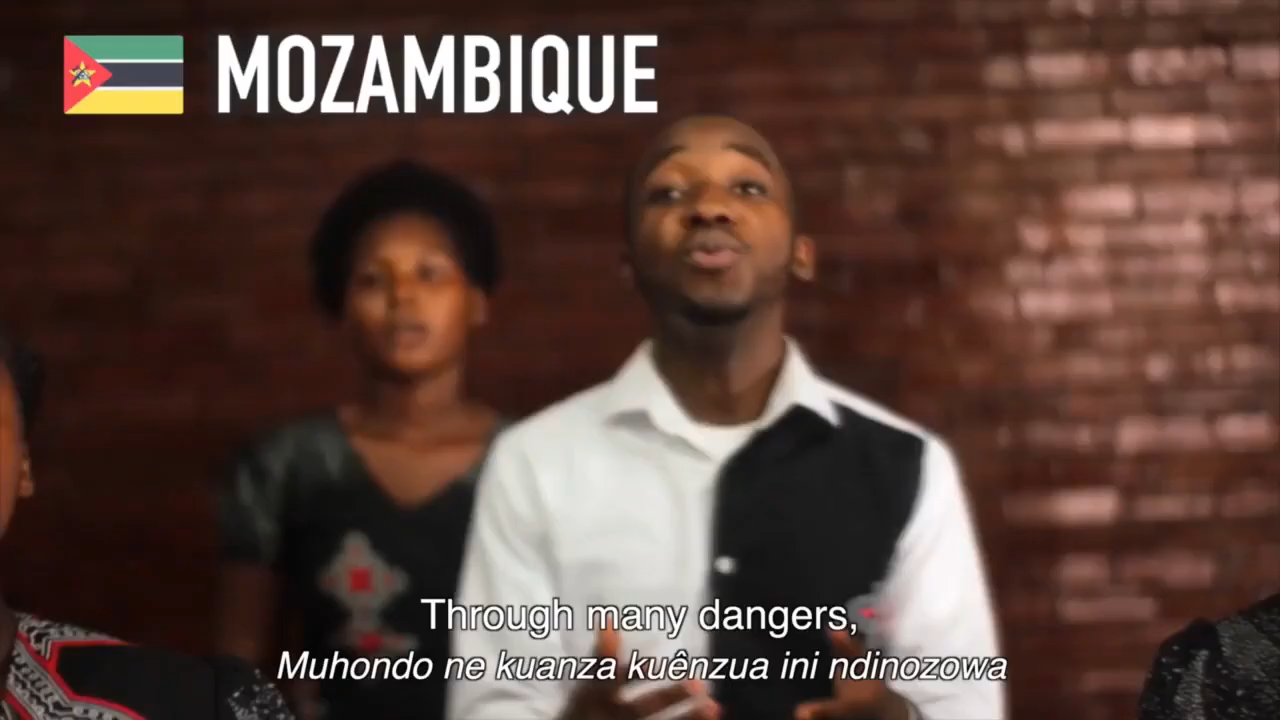 MOZAMBIQUE
Through many dangers,
Muhondo ne kuanza kuênzua ini ndinozowa